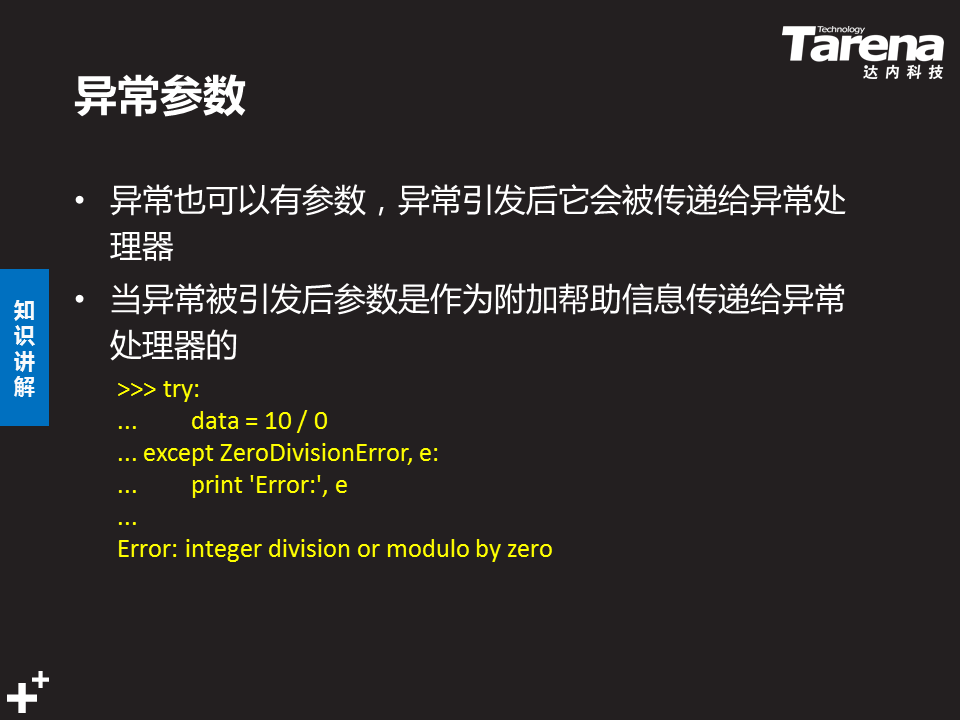 Technology
Tarena
达内科技
异常参数
• 异常也可以有参数，异常引发后它会被传递给异常处
理器
• 当异常被引发后参数是作为附加帮助信息传递给异常
处理器的
知
识
讲
解
>>> try:
...        data = 10 / 0
... except ZeroDivisionError, e:
...        print 'Error:', e
...
Error: integer division or modulo by zero